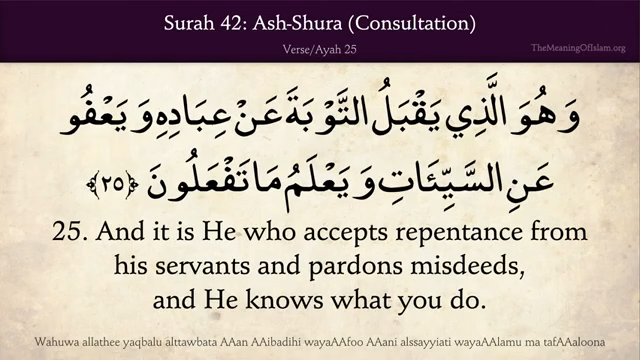 Surah 42: Ash-Shura (Consultation)
Verse/Ayah 25
TheMeaningOfIslam.org
وَهُوَ الَّذِي يَقْبَلُ التَّوْبَةَ عَنْ عِبَادِهِ وَيَعْفُو
عَنِ السَّيِّئَاتِ وَيَعْلَمُ مَا تَفْعَلُونَ ﴿٢٥﴾
25. And it is He who accepts repentance from
his servants and pardons misdeeds,
and He knows what you do.
Wahuwa allathee yaqbalu alttawbata AAan AAibadihi wayaAAfoo AAani alssayyiati wayaAAlamu ma tafAAaloona